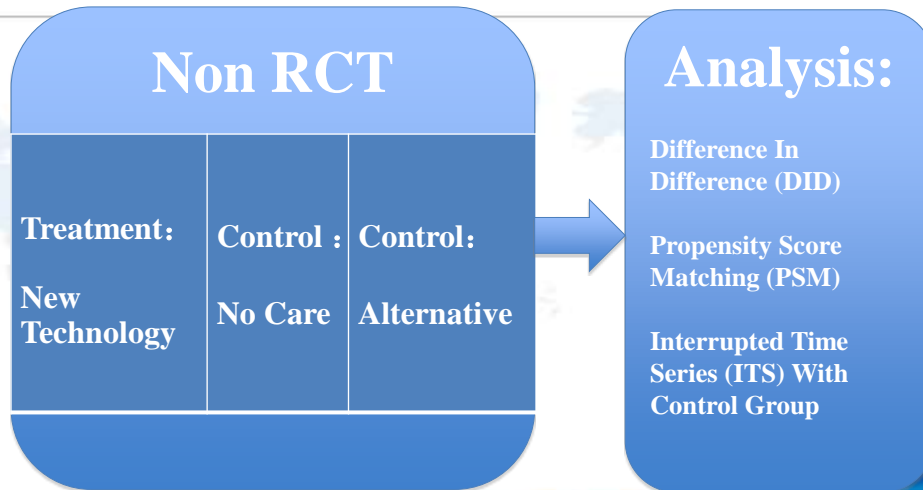 Non RCT
Treatment：
New
Technology
Control：
No Care
Control：
Alternative
Analysis:
Difference In
Difference (DID)
Propensity Score
Matching (PSM)
Interrupted Time
Series (ITS) With
Control Group